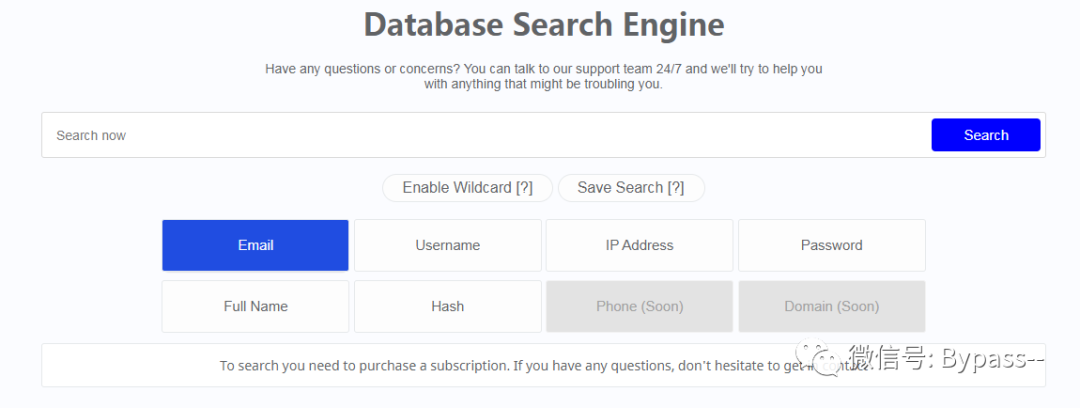 Database Search Engine
Have any questions or concerns? You can talk to our support team 24/7 and we'll try to help you
with anything that might be troubling you.
Search now
Search
Enable Wildcard [?] Save Search [?]
Email Username IP Address Password
Full Name Hash Phone (Soon) Domain (Soon)
To search you need to purchase a subscription. If you have any questions, don't hesitate to get in
微信号: Bypass--